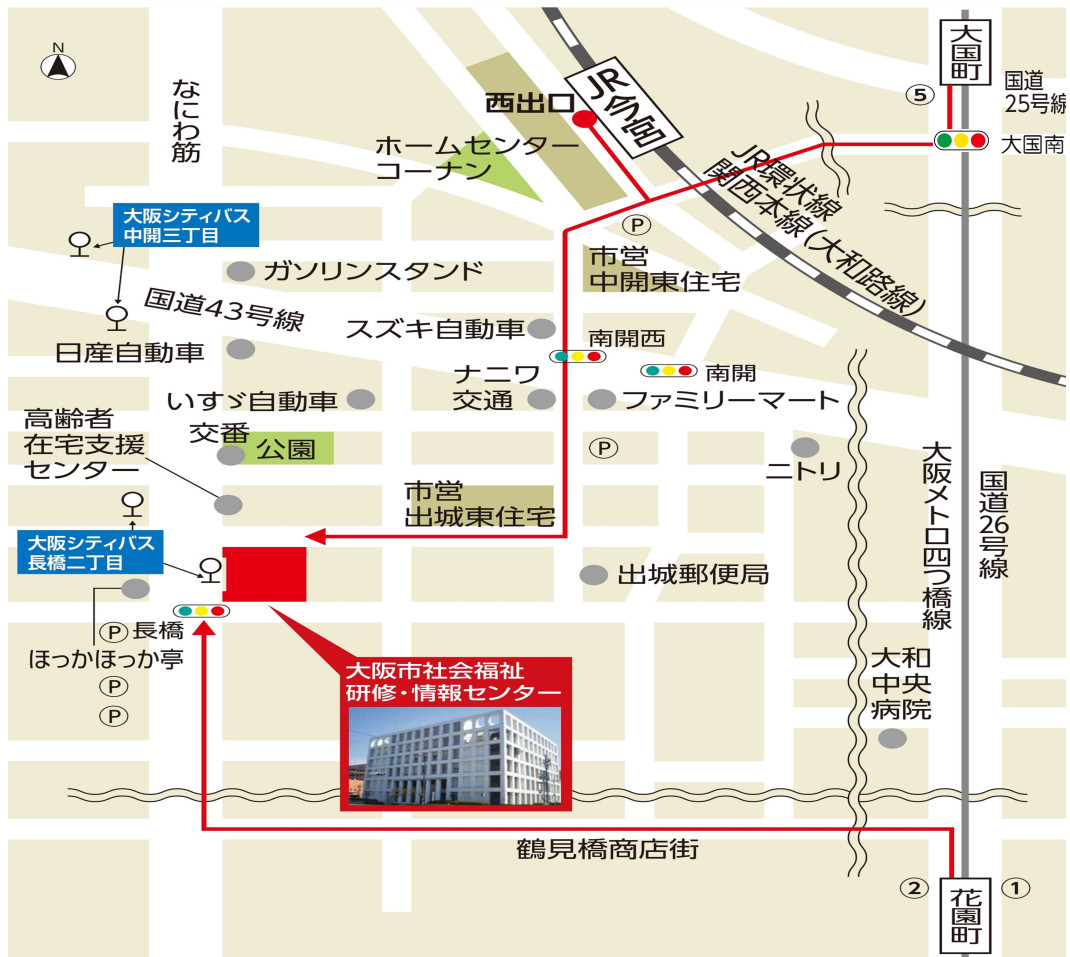 N
なにわ筋
西出口
JR今宮
大国町
⑤
国道
25号線
大国南
ホームセンター
コーナン
JR環状線
関西本線(大和路線)
大阪シティバス
中開三丁目
Ⓟ
ガソリンスタンド
市営
中開東住宅
国道43号線
スズキ自動車
南開西
日産自動車
ナニワ
交通
南開
いすゞ自動車
ファミリーマート
高齢者
在宅支援
センター
交番
公園
Ⓟ
ニトリ
市営
出城東住宅
大阪メトロ四つ橋線
国道26号線
大阪シティバス
長橋二丁目
出城郵便局
Ⓟ
長橋
ほっかほっか亭
Ⓟ
Ⓟ
大阪市社会福祉
研修・情報センター
大和
中央
病院
鶴見橋商店街
②
花園町
①